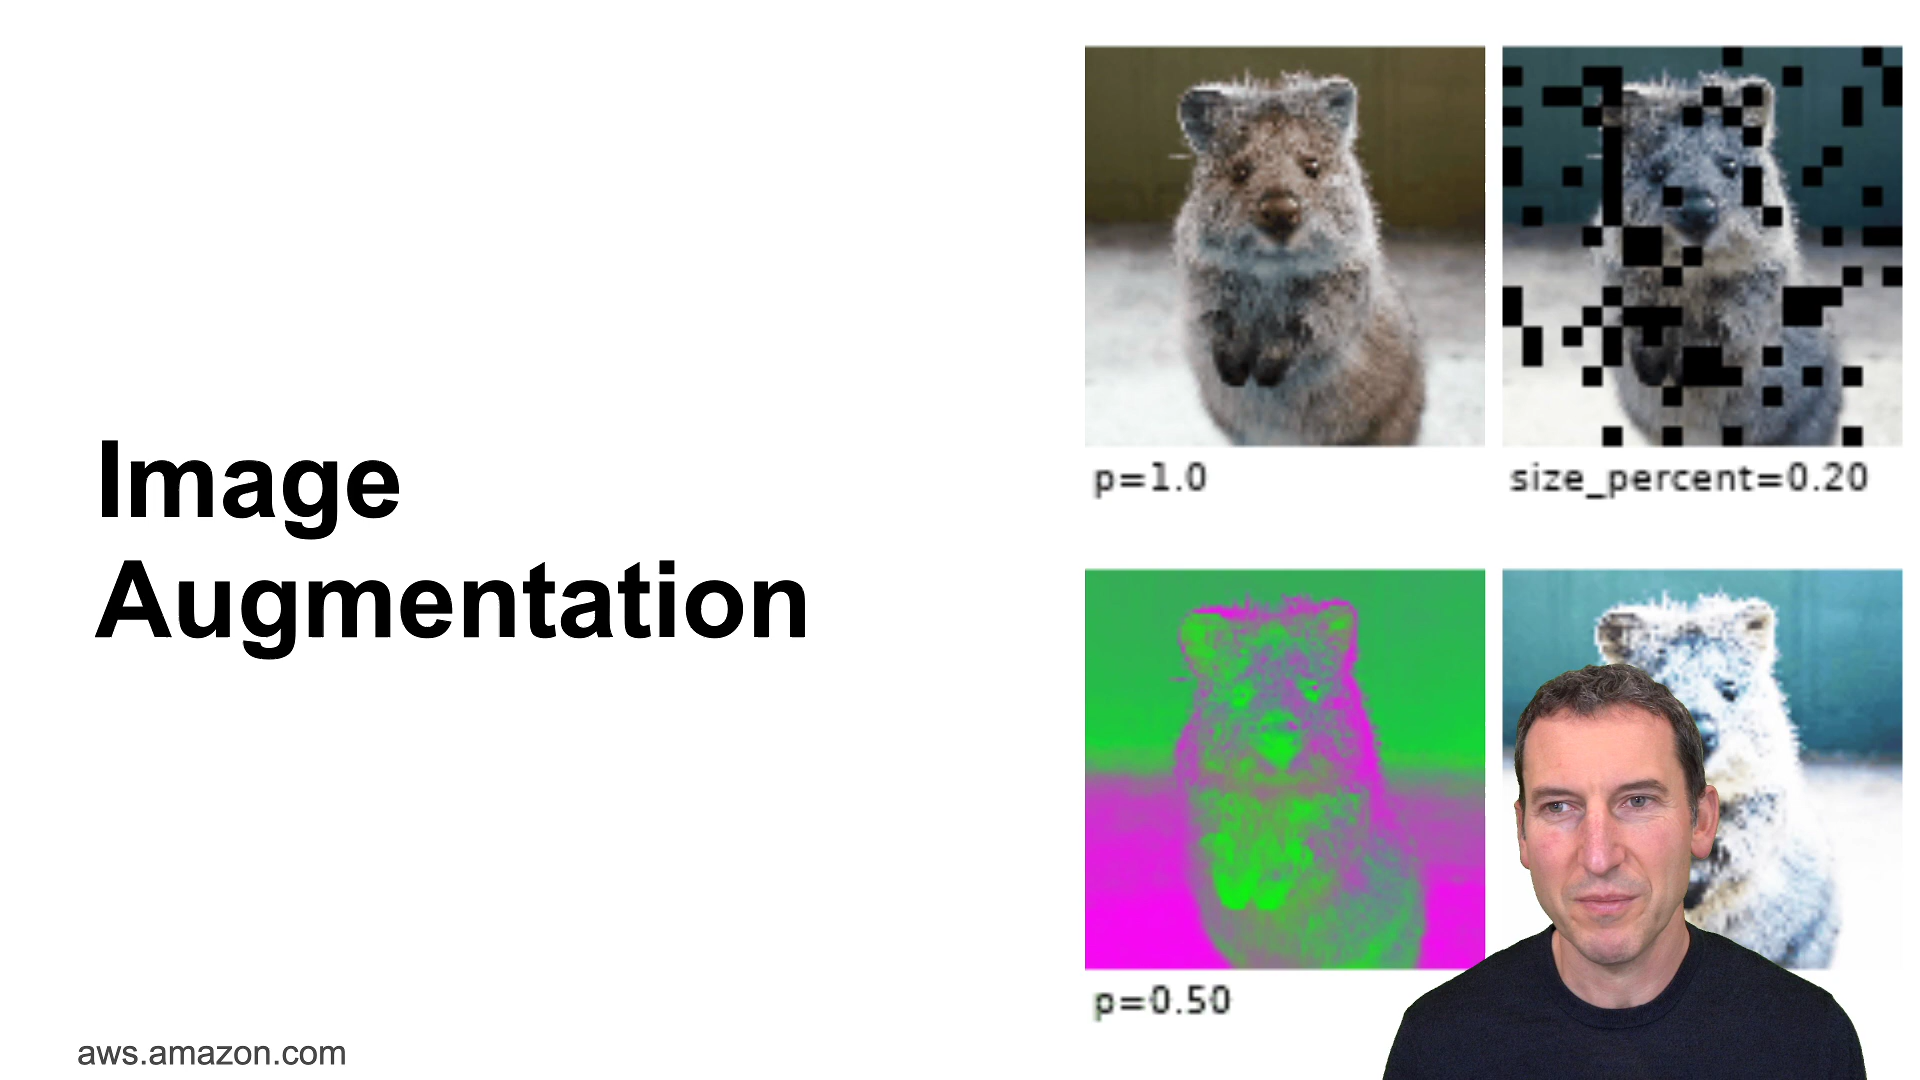 Image
Augmentation
p=1.0
size_percent=0.20
p=0.50
aws.amazon.com